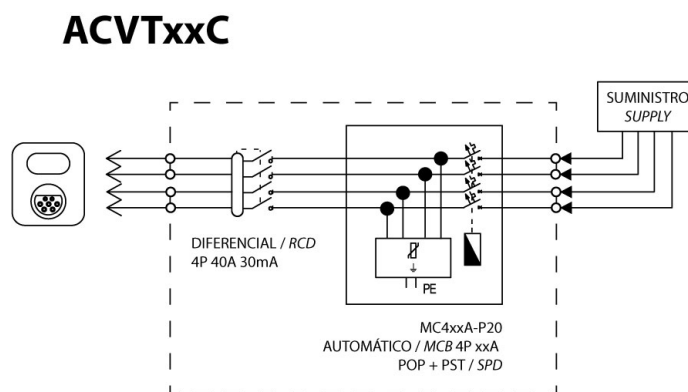 ACVTxxC
SUMINISTRO
SUPPLY
DIFERENCIAL / RCD
4P 40A 30mA
PE
MC4xxA-P20
AUTOMÁTICO / MCB 4P xxA
POP + PST / SPD